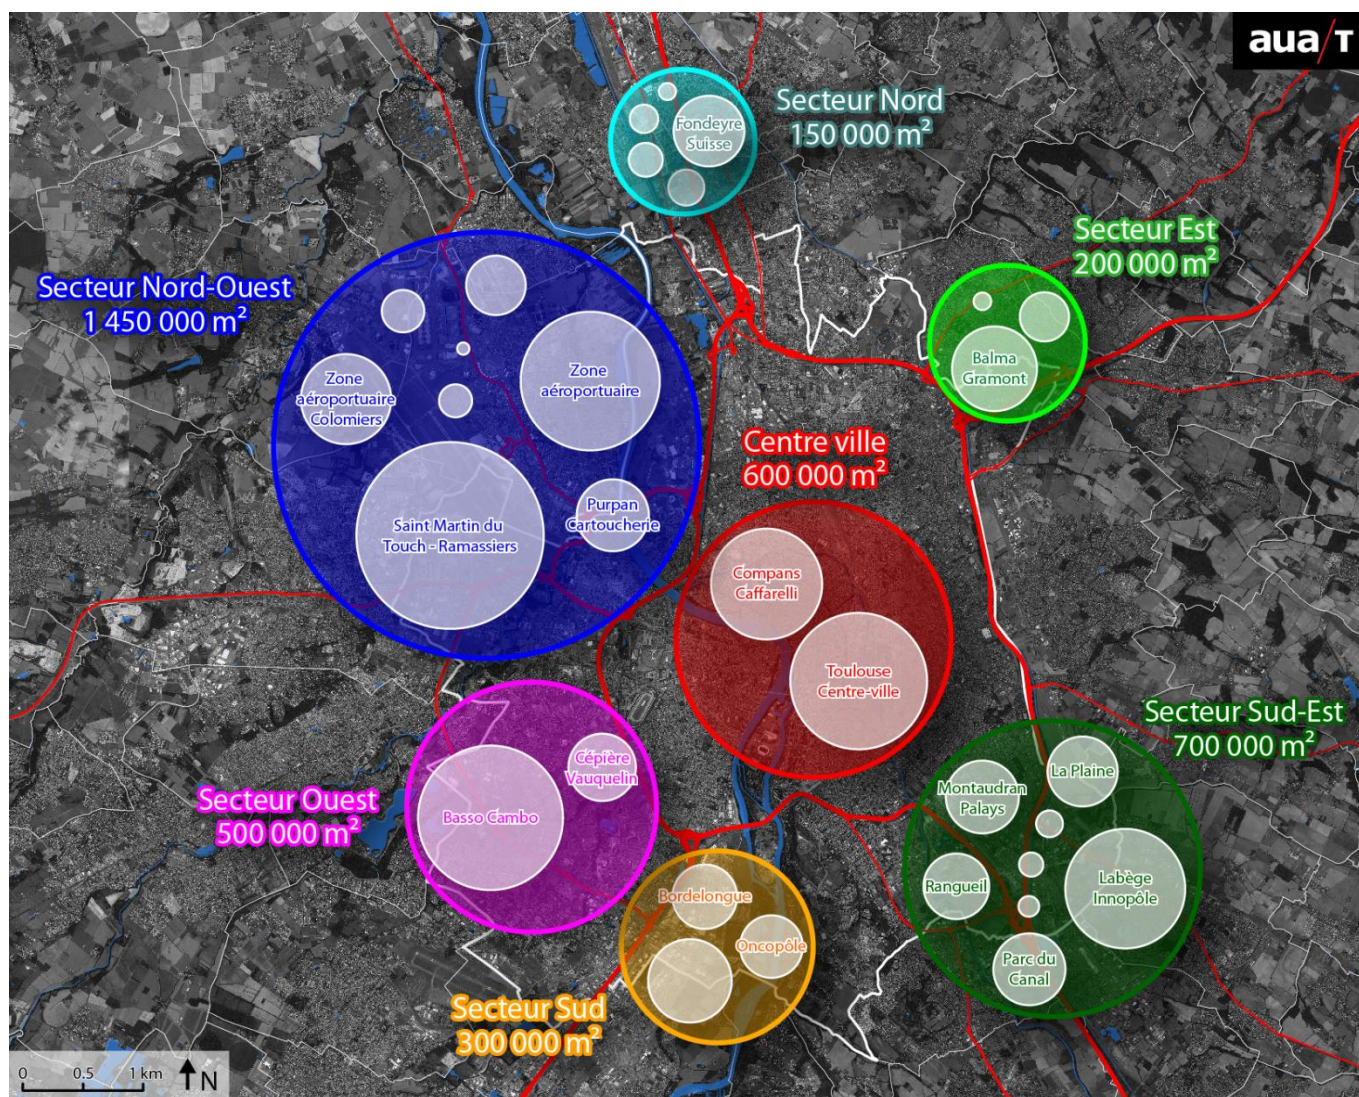 aua/T
Secteur Nord
150 000 m²
Fondeyre
Suisse
Secteur Est
200 000 m²
Balma
Gramont
Secteur Nord-Ouest
1 450 000 m²
Zone
aéroportuaire
Colomiers
Zone
aéroportuaire
Saint Martin du
Touch - Ramassiers
Purpan
Cartoucherie
Centre ville
600 000 m²
Compans
Caffarelli
Toulouse
Centre-ville
Secteur Ouest
500 000 m²
Basso Cambo
Cépière
Vauquelin
Secteur Sud-Est
700 000 m²
La Plaine
Montaudran
Palays
Rangueil
Labège
Innopôle
Parc du
Canal
Secteur Sud
300 000 m²
Bordelongue
Oncopôle
0 0.5 1 km
N